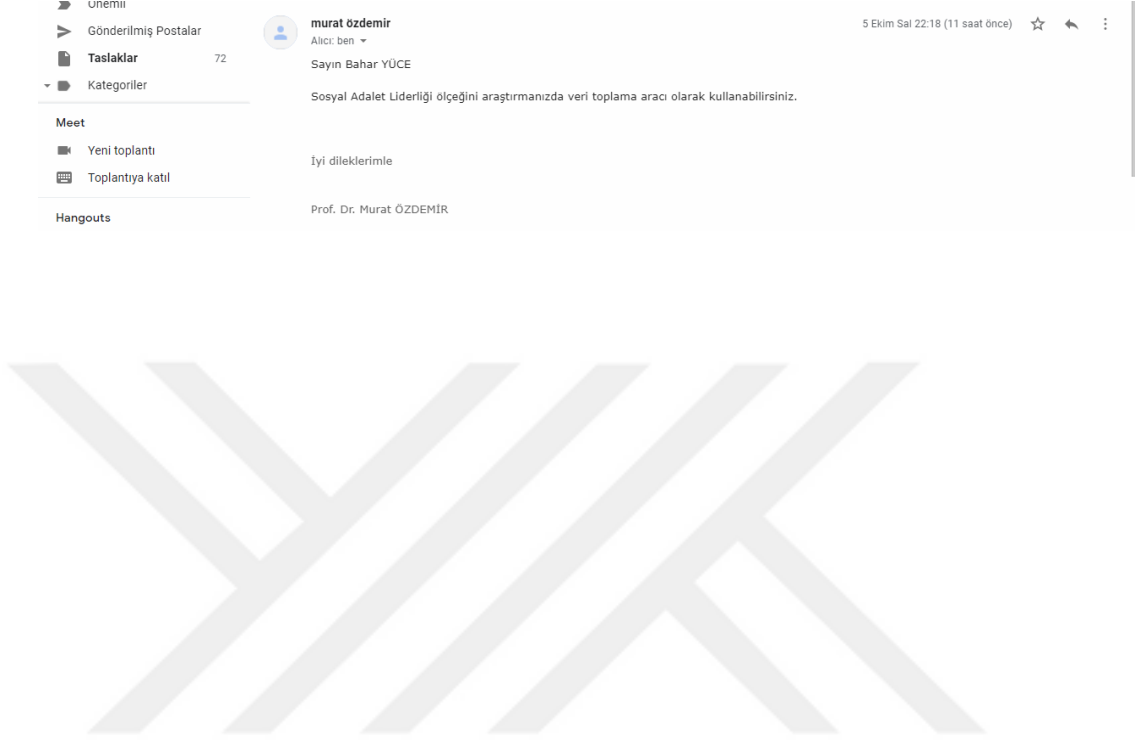 Önemli
Gönderilmiş Postalar
Taslaklar 72
Kategoriler
Meet
Yeni toplantı
Toplantıya katıl
Hangouts
murat özdemir 5 Ekim Sal 22:18 (11 saat önce)
Alıcı: ben
Sayın Bahar YÜCE
Sosyal Adalet Liderliği ölçeğini araştırmanızda veri toplama aracı olarak kullanabilirsiniz.
İyi dileklerimle
Prof. Dr. Murat ÖZDEMİR